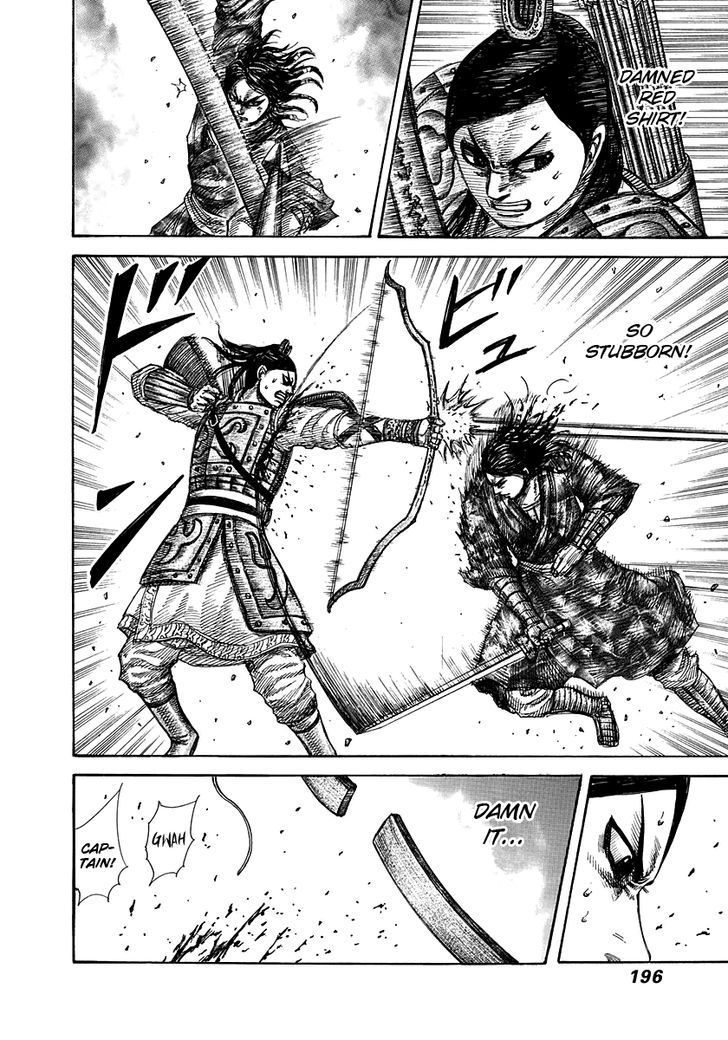 DAMNED
RED
SHIRT!
SO
STUBBORN!
ビュ
ド
DAMN
IT...
GWAH
CAP-
TAIN!
196